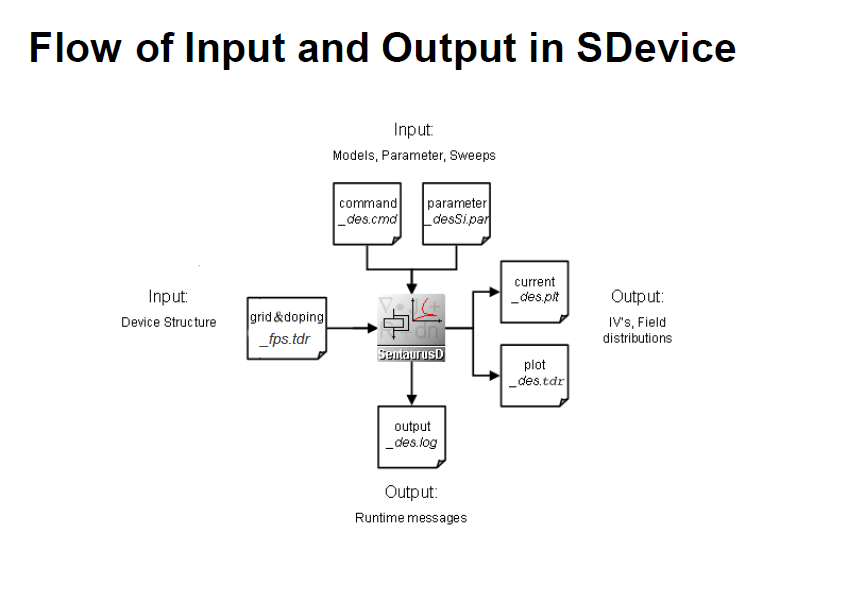 Flow of Input and Output in SDevice
Input:
Models, Parameter, Sweeps
command
_des.cmd
parameter
_desSi.par
Input:
Device Structure
grid&doping
_fps.tdr
SentaurusD
current
_des.plt
plot
_des.tdr
Output:
IV's, Field
distributions
output
_des.log
Output:
Runtime messages